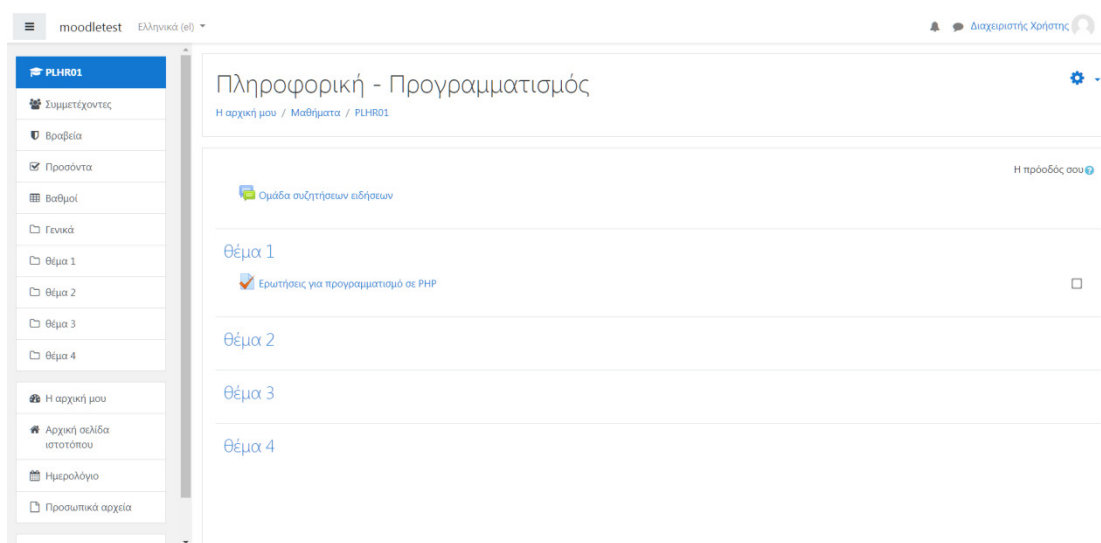 moodletest Ελληνικά (el)
Διαχειριστής Χρήστης
PLHR01
Συμμετέχοντες
Βραβεία
Προσόντα
Βαθμοί
Γενικά
θέμα 1
θέμα 2
θέμα 3
θέμα 4
Η αρχική μου
Αρχική σελίδα
ιστοτόπου
Ημερολόγιο
Προσωπικά αρχεία
Πληροφορική - Προγραμματισμός
Η αρχική μου / Μαθήματα / PLHR01
Η πρόοδός σου
Ομάδα συζητήσεων ειδήσεων
θέμα 1
Ερωτήσεις για προγραμματισμό σε PHP
θέμα 2
θέμα 3
θέμα 4